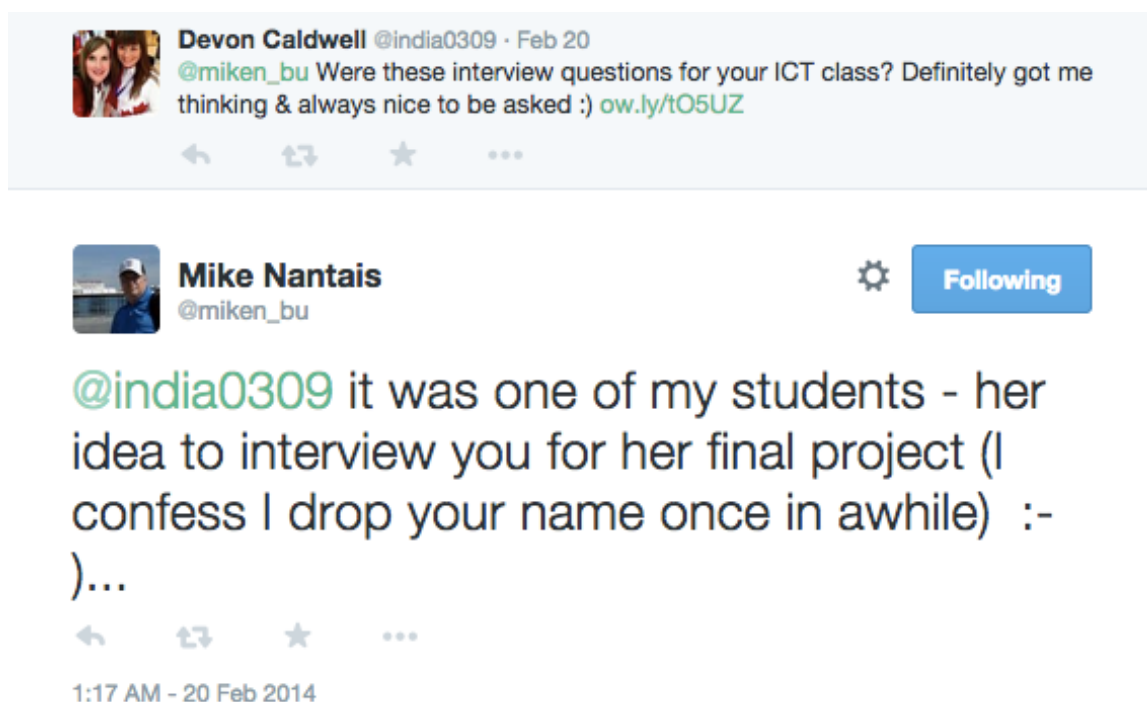 Devon Caldwell @india0309 · Feb 20
@miken_bu Were these interview questions for your ICT class? Definitely got me
thinking & always nice to be asked :) ow.ly/tO5UZ
Mike Nantais
Following
@miken_bu
@india0309 it was one of my students - her
idea to interview you for her final project (I
confess I drop your name once in awhile)  :-
)...
1:17 AM - 20 Feb 2014